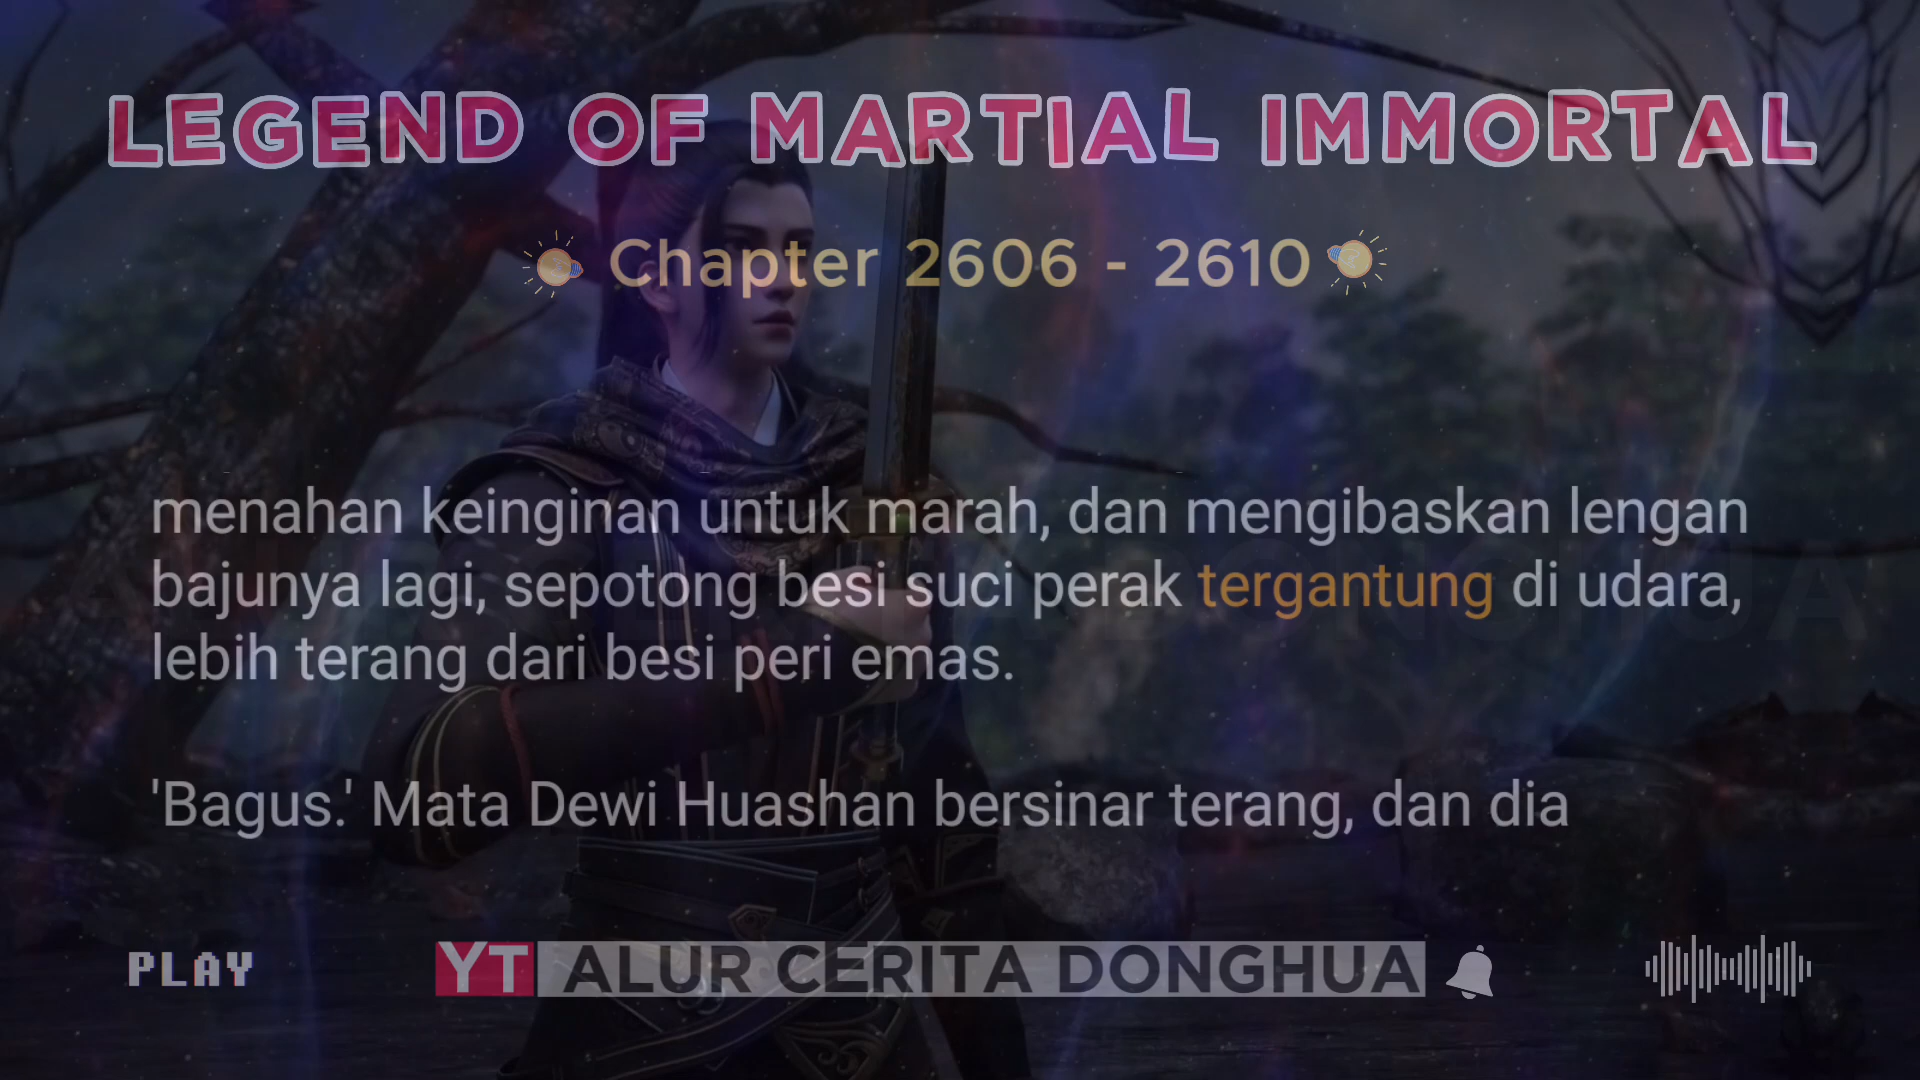 LEGEND OF MARTIAL IMMORTAL
Chapter 2606 - 2610
menahan keinginan untuk marah, dan mengibaskan lengan
bajunya lagi, sepotong besi suci perak tergantung di udara,
lebih terang dari besi peri emas.
'Bagus.' Mata Dewi Huashan bersinar terang, dan dia
PLAY
YT ALUR CERITA DONGHUA